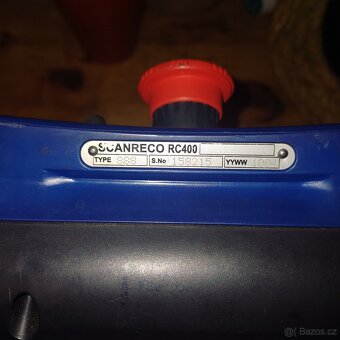 SCANRECO RC400
TYPE 888 S.No 158215 YYWW
© Bazos.cz